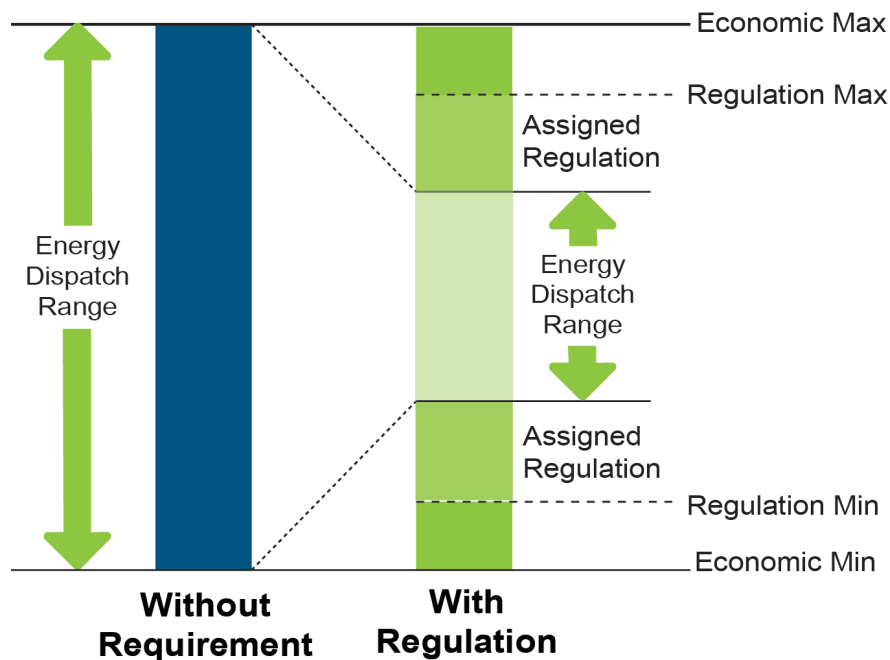 Economic Max
Regulation Max
Assigned
Regulation
Energy
Dispatch
Range
Energy
Dispatch
Range
Assigned
Regulation
Regulation Min
Economic Min
Without
Requirement
With
Regulation